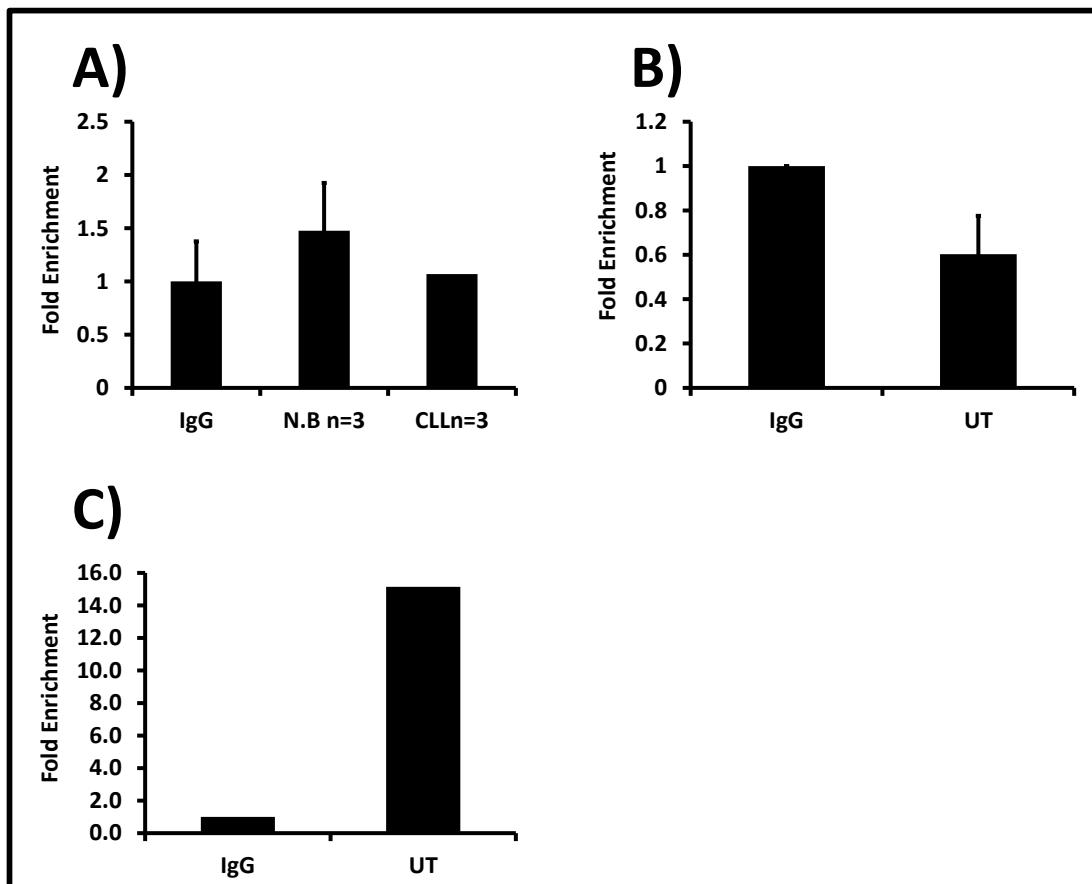 A)
Fold Enrichment
2.5
2
1.5
1
0.5
0
IgG N.B n=3 CLLn=3
B)
Fold Enrichment
1.2
1
0.8
0.6
0.4
0.2
0
IgG UT
C)
Fold Enrichment
16.0
14.0
12.0
10.0
8.0
6.0
4.0
2.0
0.0
IgG UT